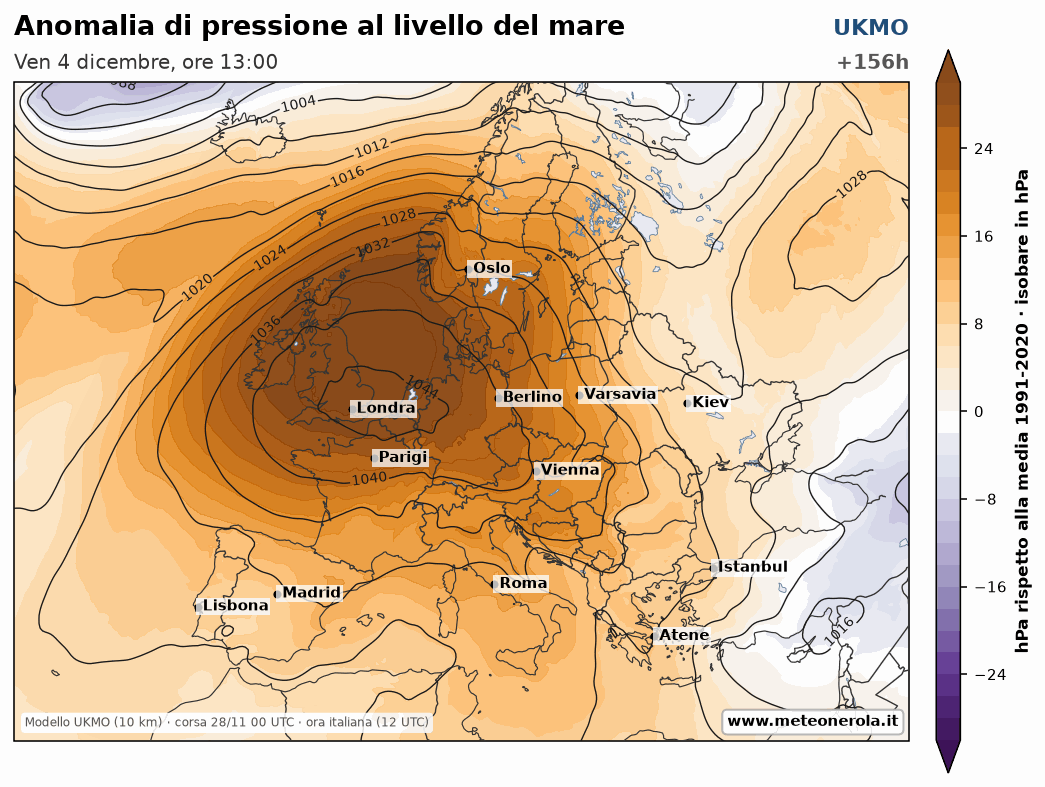 Anomalia di pressione al livello del mare
UKMO
Ven 4 dicembre, ore 13:00
+156h
1004
1012
1016
1028
1028
1032
1024
1020
1036
1044
1040
1016
Oslo
Berlino
Varsavia
Kiev
Londra
Parigi
Vienna
Istanbul
Roma
Madrid
Lisbona
Atene
Modello UKMO (10 km) · corsa 28/11 00 UTC · ora italiana (12 UTC)
www.meteonerola.it
24
16
8
0
−8
−16
−24
hPa rispetto alla media 1991-2020 · isobare in hPa